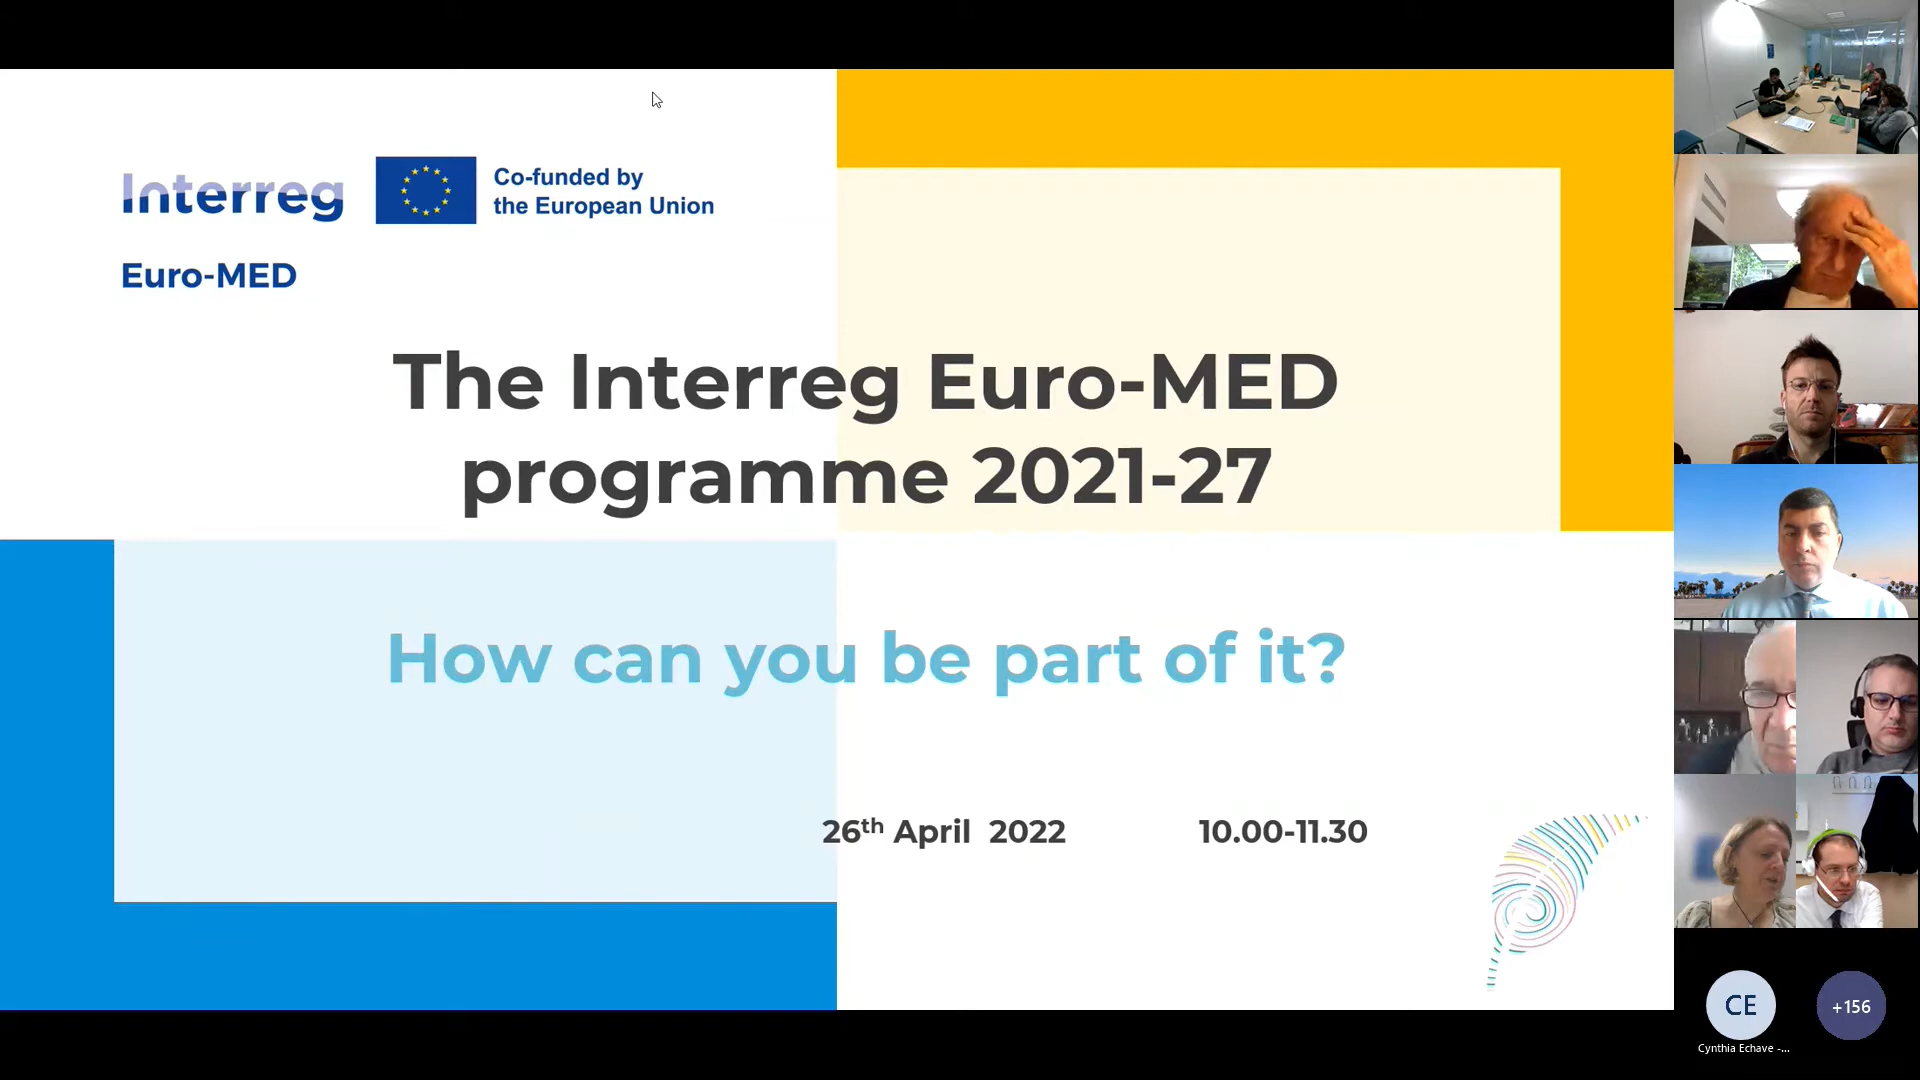 Interreg
Co-funded by
the European Union
Euro-MED
The Interreg Euro-MED
programme 2021-27
How can you be part of it?
26th April 2022 10.00-11.30
CE
+156
Cynthia Echave -...